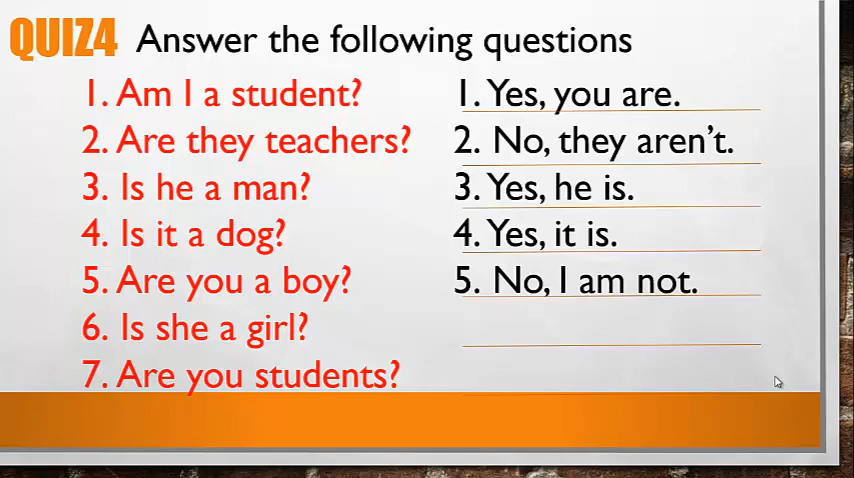 QUIZ4 Answer the following questions
1. Am I a student?
2. Are they teachers?
3. Is he a man?
4. Is it a dog?
5. Are you a boy?
6. Is she a girl?
7. Are you students?
1. Yes, you are.
2. No, they aren't.
3. Yes, he is.
4. Yes, it is.
5. No, I am not.